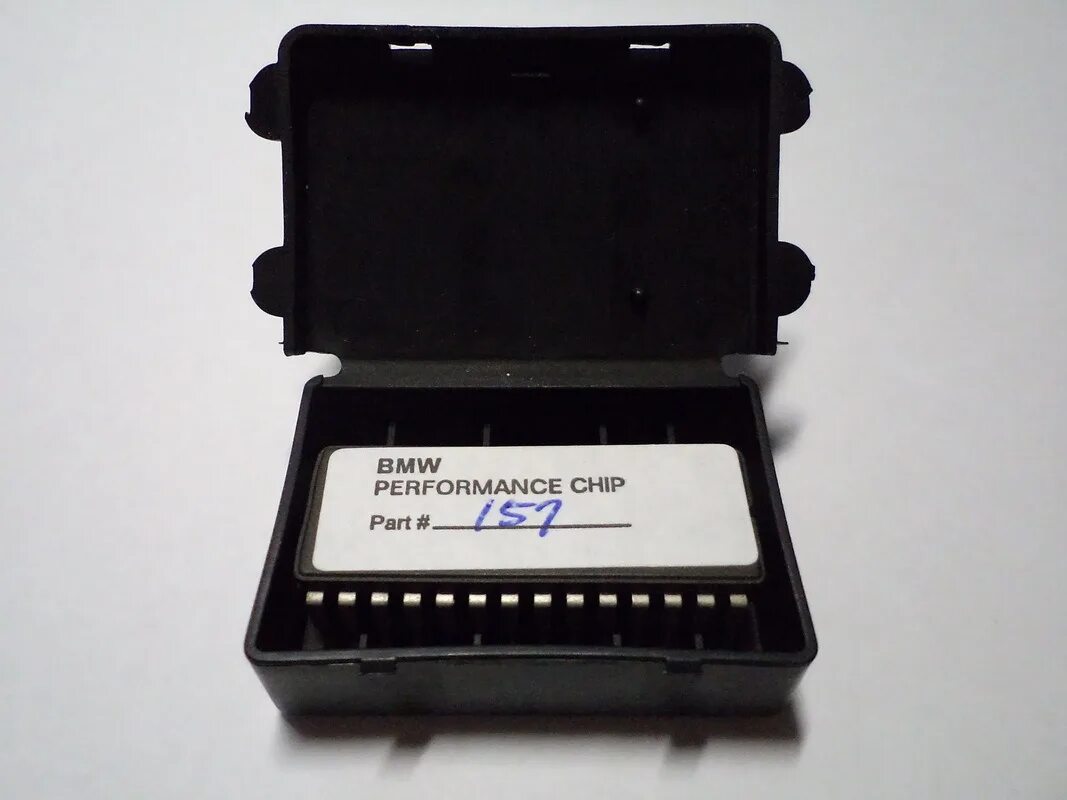 BMW
PERFORMANCE CHIP
Part # 157